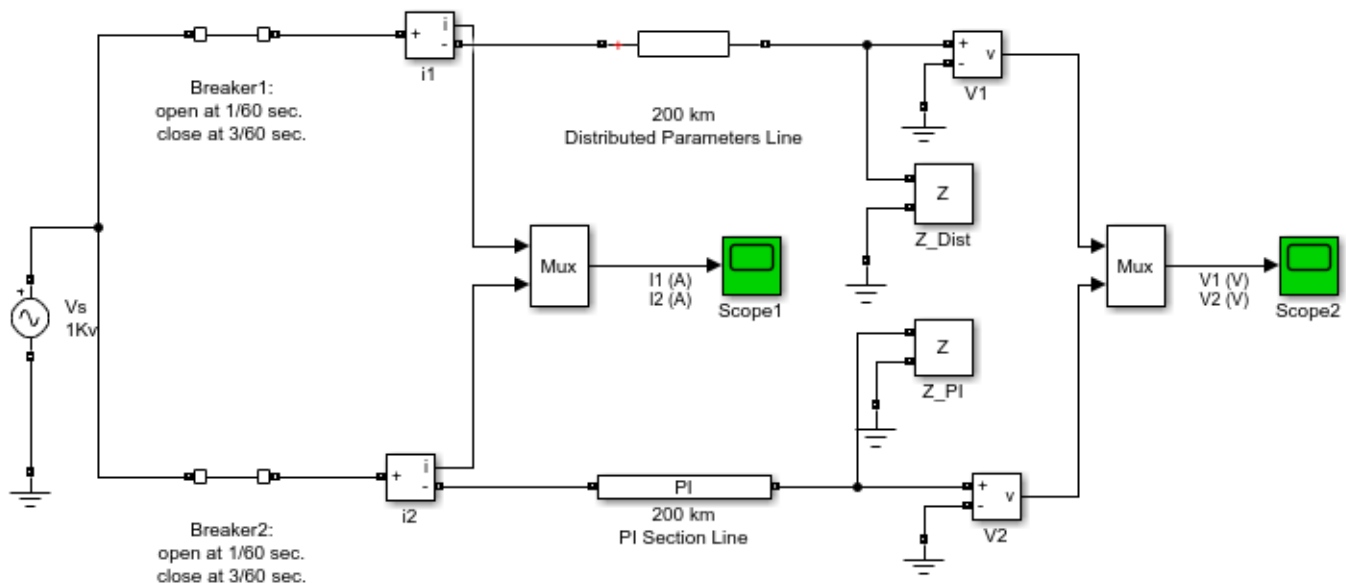 +
i
-
i1
Breaker1:
open at 1/60 sec.
close at 3/60 sec.
200 km
Distributed Parameters Line
+
-
v
V1
Z
Z_Dist
Mux
I1 (A)
I2 (A)
Scope1
Mux
V1 (V)
V2 (V)
Scope2
+
Vs
1Kv
Z
Z_PI
+
i
-
i2
PI
200 km
PI Section Line
+
-
v
V2
Breaker2:
open at 1/60 sec.
close at 3/60 sec.